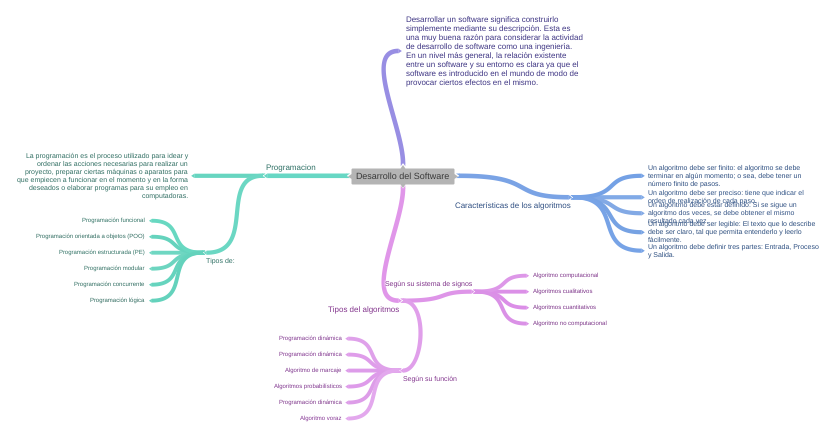 Desarrollar un software significa construirlo
simplemente mediante su descripción. Esta es
una muy buena razón para considerar la actividad
de desarrollo de software como una ingeniería.
En un nivel más general, la relación existente
entre un software y su entorno es clara ya que el
software es introducido en el mundo de modo de
provocar ciertos efectos en el mismo.
Desarrollo del Software
Programacion
La programación es el proceso utilizado para idear y
ordenar las acciones necesarias para realizar un
proyecto, preparar ciertas máquinas o aparatos para
que empiecen a funcionar en el momento y en la forma
deseados o elaborar programas para su empleo en
computadoras.
Tipos de:
Programación funcional
Programación orientada a objetos (POO)
Programación estructurada (PE)
Programación modular
Programación concurrente
Programación lógica
Características de los algoritmos
Un algoritmo debe ser finito: el algoritmo se debe
terminar en algún momento; o sea, debe tener un
número finito de pasos.
Un algoritmo debe ser preciso: tiene que indicar el
orden de realización de cada paso.
Un algoritmo debe estar definido: Si se sigue un
algoritmo dos veces, se debe obtener el mismo
resultado cada vez.
Un algoritmo debe ser legible: El texto que lo describe
debe ser claro, tal que permita entenderlo y leerlo
fácilmente.
Un algoritmo debe definir tres partes: Entrada, Proceso
y Salida.
Tipos del algoritmos
Según su sistema de signos
Algoritmo computacional
Algoritmos cualitativos
Algoritmos cuantitativos
Algoritmo no computacional
Según su función
Programación dinámica
Programación dinámica
Algoritmo de marcaje
Algoritmos probabilísticos
Programación dinámica
Algoritmo voraz